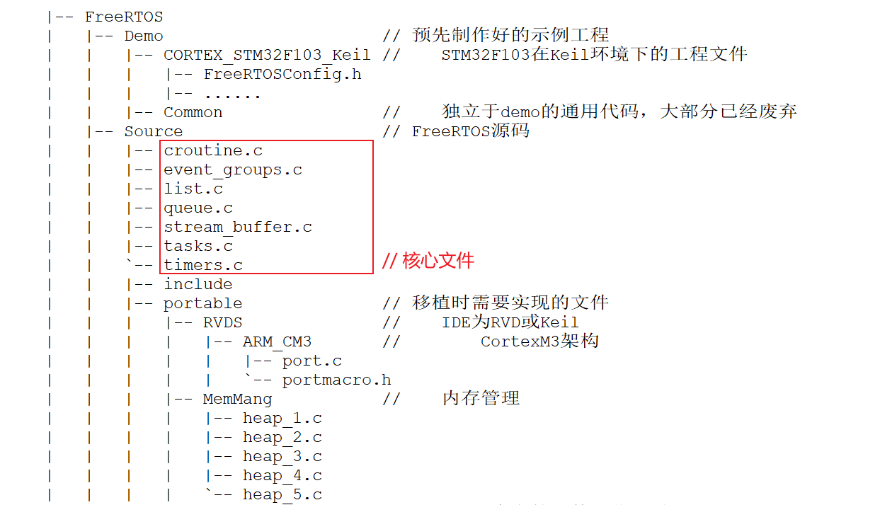 |-- FreeRTOS
| |-- Demo // 预先制作好的示例工程
| | |-- CORTEX_STM32F103_Keil // STM32F103在Keil环境下的工程文件
| | | |-- FreeRTOSConfig.h
| | | |-- ......
| | |-- Common // 独立于demo的通用代码，大部分已经废弃
| |-- Source // FreeRTOS源码
| | |-- croutine.c
| | |-- event_groups.c
| | |-- list.c
| | |-- queue.c
| | |-- stream_buffer.c
| | |-- tasks.c
| | `-- timers.c // 核心文件
| | |-- include
| | |-- portable // 移植时需要实现的文件
| | | |-- RVDS // IDE为RVD或Keil
| | | | |-- ARM_CM3 // CortexM3架构
| | | | | |-- port.c
| | | | | `-- portmacro.h
| | | |-- MemMang // 内存管理
| | | | |-- heap_1.c
| | | | |-- heap_2.c
| | | | |-- heap_3.c
| | | | |-- heap_4.c
| | | | `-- heap_5.c